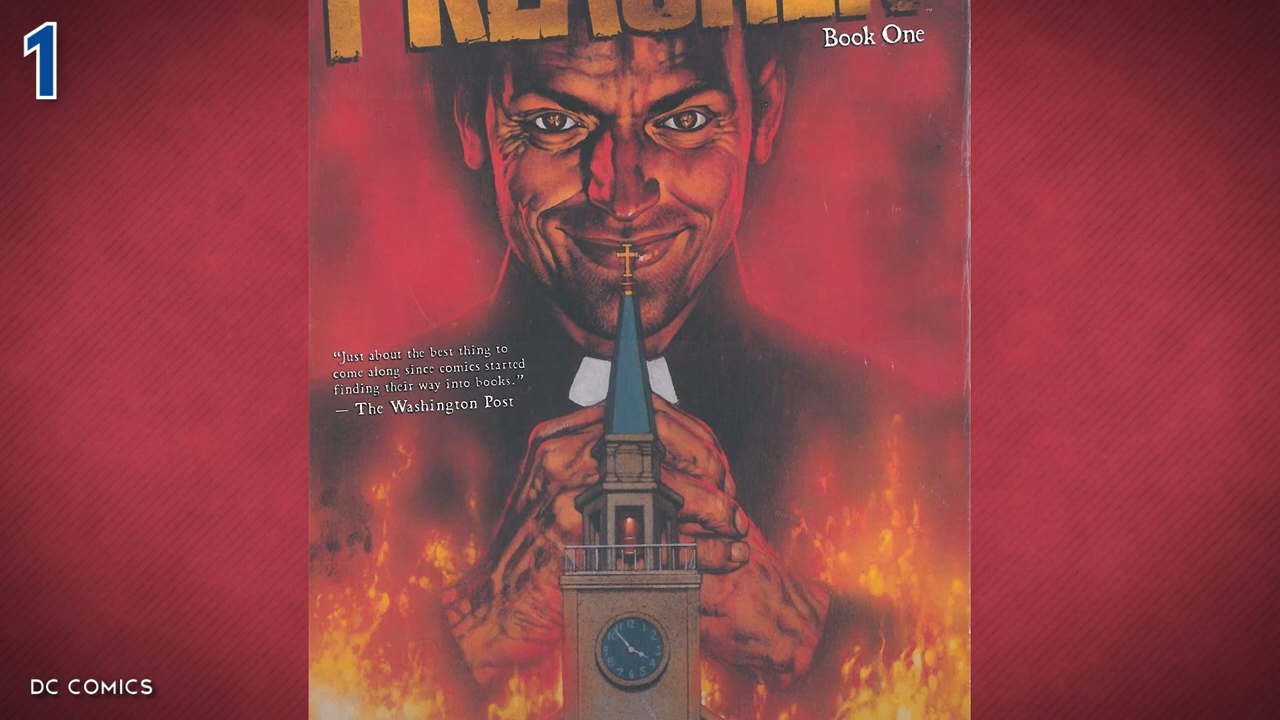 1
PREACHER
Book One
“Just about the best thing to
come along since comics started
finding their way into books.”
— The Washington Post
DC COMICS